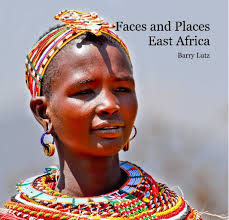 Faces and Places
East Africa
Barry Lutz